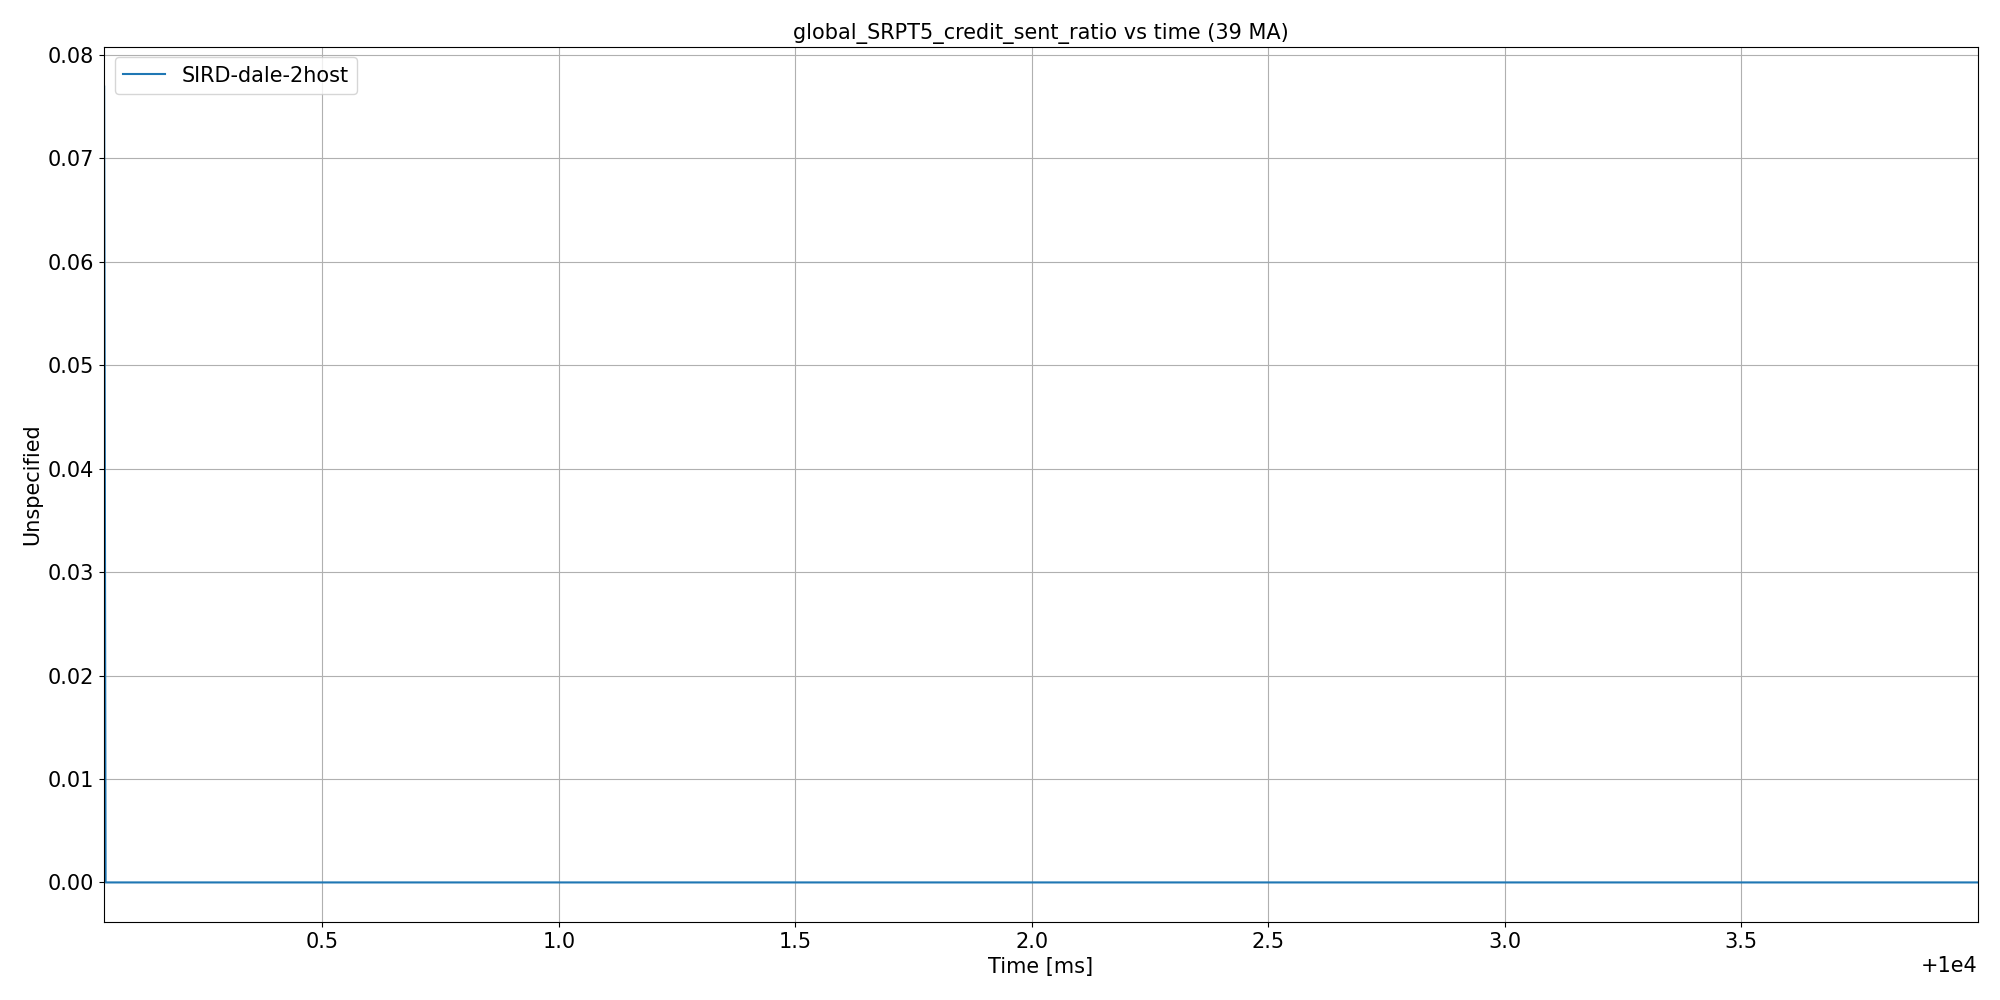 global_SRPT5_credit_sent_ratio vs time (39 MA)
SIRD-dale-2host
0.08
0.07
0.06
0.05
0.04
0.03
0.02
0.01
0.00
Unspecified
0.5 1.0 1.5 2.0 2.5 3.0 3.5
Time [ms]
+1e4